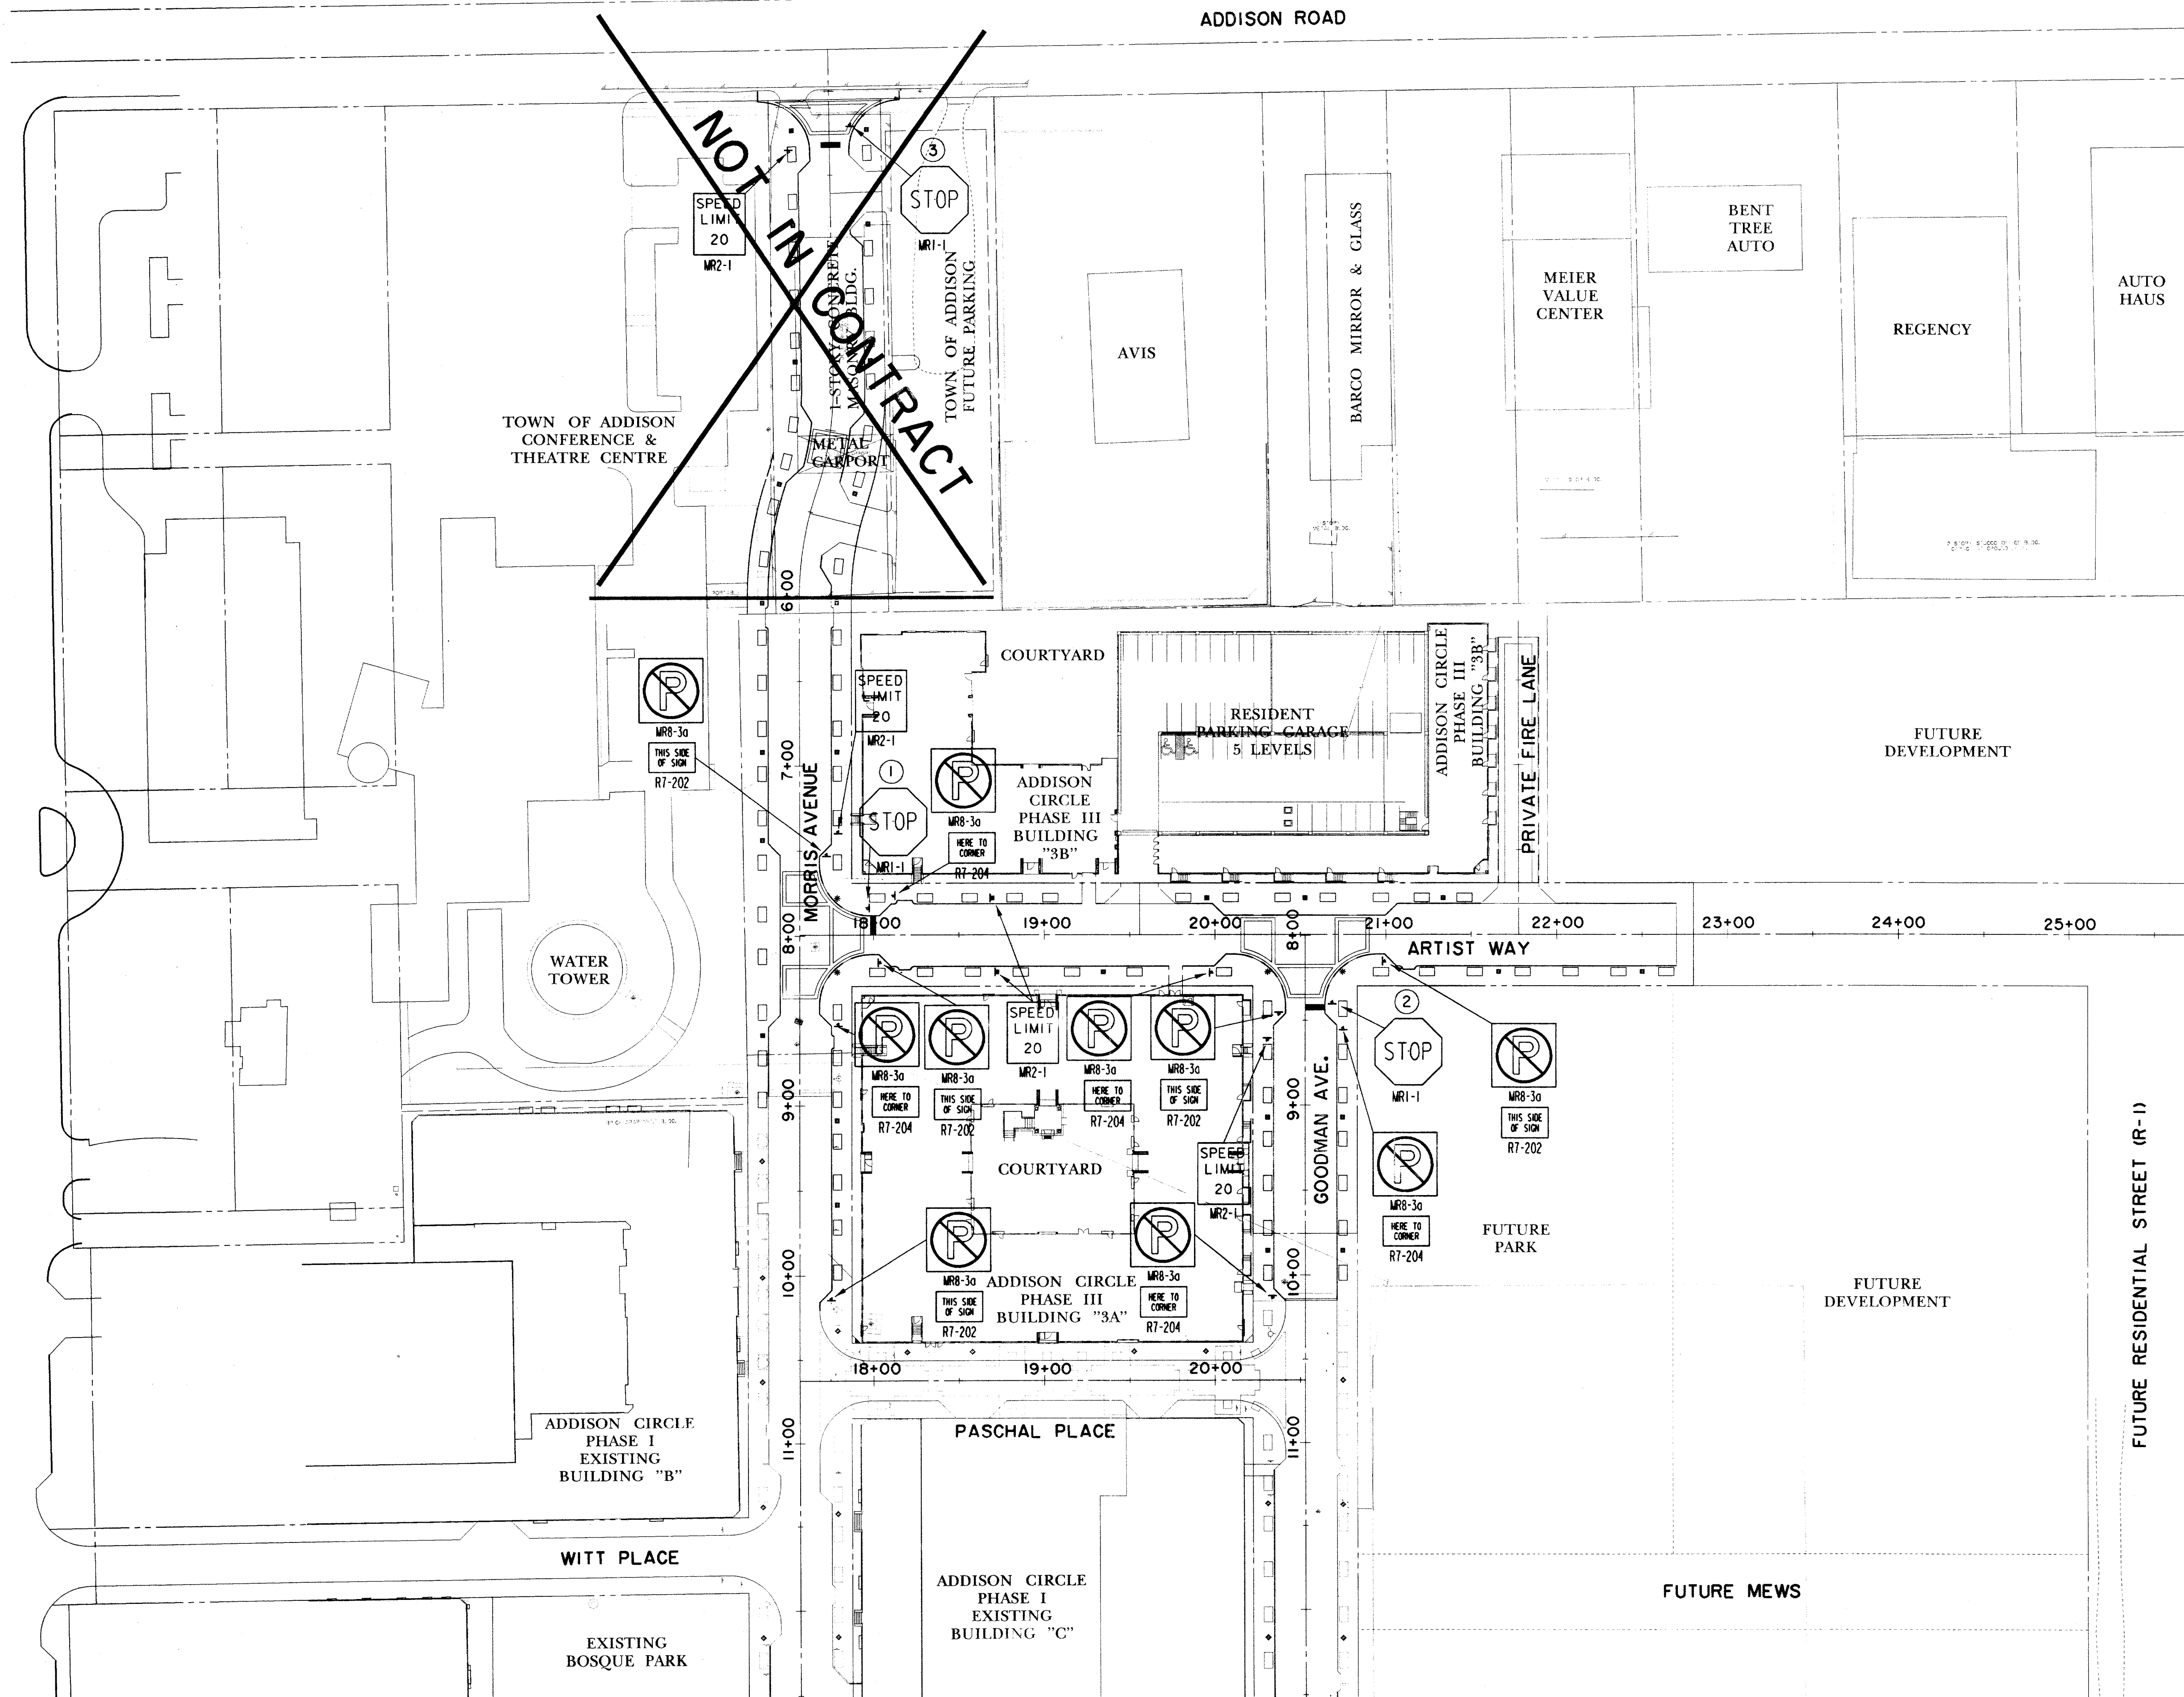 ADDISON ROAD
NOT IN CONTRACT
3
STOP
MR1-1
SPEED
LIMIT
20
MR2-1
1-STORY CONCRETE
MASONRY BLDG.
TOWN OF ADDISON
FUTURE PARKING
METAL
CARPORT
TOWN OF ADDISON
CONFERENCE &
THEATRE CENTRE
AVIS
BARCO MIRROR & GLASS
MEIER
VALUE
CENTER
BENT
TREE
AUTO
REGENCY
AUTO
HAUS
6+00
COURTYARD
P
MR8-3a
THIS SIDE
OF SIGN
R7-202
SPEED
LIMIT
20
MR2-1
7+00
MORRIS AVENUE
1
STOP
MR1-1
P
MR8-3a
HERE TO
CORNER
R7-204
ADDISON
CIRCLE
PHASE III
BUILDING
"3B"
RESIDENT
PARKING GARAGE
5 LEVELS
ADDISON CIRCLE
PHASE III
BUILDING "3B"
PRIVATE FIRE LANE
FUTURE
DEVELOPMENT
8+00
18+00
19+00
20+00
8+00
21+00
22+00
23+00
24+00
25+00
ARTIST WAY
WATER
TOWER
P
MR8-3a
HERE TO
CORNER
R7-204
P
MR8-3a
THIS SIDE
OF SIGN
R7-202
SPEED
LIMIT
20
MR2-1
P
MR8-3a
HERE TO
CORNER
R7-204
P
MR8-3a
THIS SIDE
OF SIGN
R7-202
2
STOP
MR1-1
P
MR8-3a
THIS SIDE
OF SIGN
R7-202
9+00
9+00
GOODMAN AVE.
COURTYARD
SPEED
LIMIT
20
MR2-1
P
MR8-3a
HERE TO
CORNER
R7-204
FUTURE
PARK
P
MR8-3a
THIS SIDE
OF SIGN
R7-202
P
MR8-3a
HERE TO
CORNER
R7-204
ADDISON CIRCLE
PHASE III
BUILDING "3A"
10+00
10+00
FUTURE
DEVELOPMENT
FUTURE RESIDENTIAL STREET (R-1)
18+00
19+00
20+00
11+00
11+00
PASCHAL PLACE
ADDISON CIRCLE
PHASE I
EXISTING
BUILDING "B"
WITT PLACE
ADDISON CIRCLE
PHASE I
EXISTING
BUILDING "C"
FUTURE MEWS
EXISTING
BOSQUE PARK